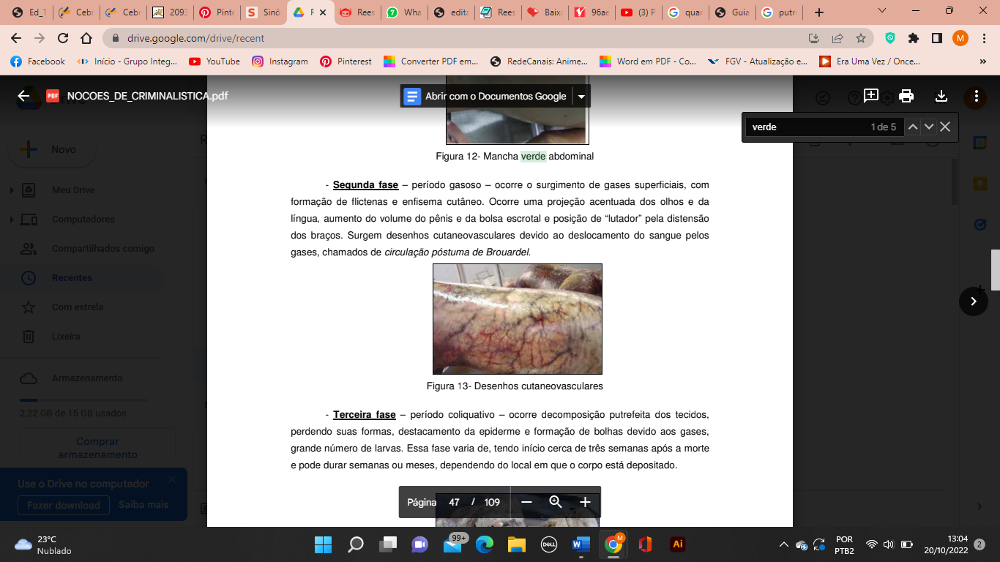 Ed_1
Cebr
Cebr
2093
Pinte
Sinô
F
Rees
Wha
edita
Rees
Baixa
96ae
(3) P
quar
Guia
putre
drive.google.com/drive/recent
M
Facebook
Início - Grupo Integ...
YouTube
Instagram
Pinterest
Converter PDF em...
RedeCanais: Anime...
Word em PDF - Co...
FGV - Atualização e...
Era Uma Vez / Once...
»
PDF NOCOES_DE_CRIMINALISTICA.pdf
Abrir com o Documentos Google
verde 1 de 5
Novo
Meu Drive
Computadores
Compartilhados comigo
Recentes
Com estrela
Lixeira
Armazenamento
2,22 GB de 15 GB usados
Comprar
armazenamento
Use o Drive no computador
Fazer download Saiba mais
Figura 12- Mancha verde abdominal
- Segunda fase – período gasoso – ocorre o surgimento de gases superficiais, com
formação de flictenas e enfisema cutâneo. Ocorre uma projeção acentuada dos olhos e da
língua, aumento do volume do pênis e da bolsa escrotal e posição de “lutador” pela distensão
dos braços. Surgem desenhos cutaneovasculares devido ao deslocamento do sangue pelos
gases, chamados de circulação póstuma de Brouardel.
Figura 13- Desenhos cutaneovasculares
- Terceira fase – período coliquativo – ocorre decomposição putrefeita dos tecidos,
perdendo suas formas, destacamento da epiderme e formação de bolhas devido aos gases,
grande número de larvas. Essa fase varia de, tendo início cerca de três semanas após a morte
e pode durar semanas ou meses, dependendo do local em que o corpo está depositado.
Página 47 / 109
23°C
Nublado
99+
DELL
W
M
Ai
POR
PTB2
13:04
20/10/2022
2